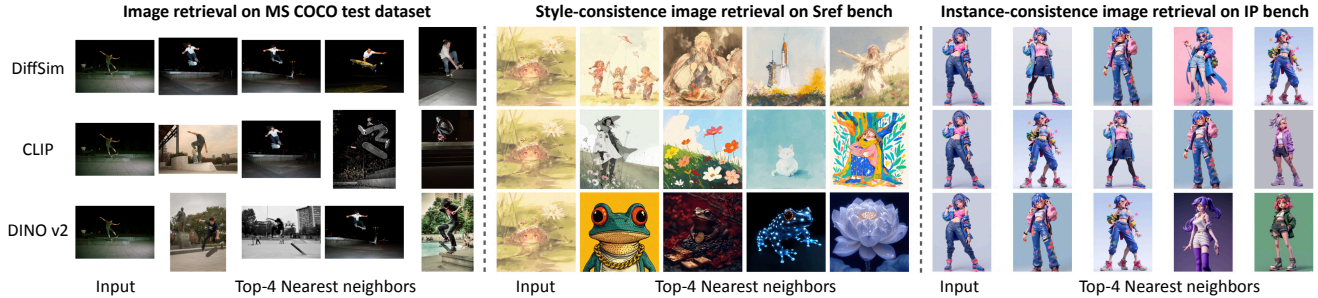 Image retrieval on MS COCO test dataset
Style-consistence image retrieval on Sref bench
Instance-consistence image retrieval on IP bench
DiffSim
CLIP
DINO v2
Input
Top-4 Nearest neighbors
Input
Top-4 Nearest neighbors
Input
Top-4 Nearest neighbors